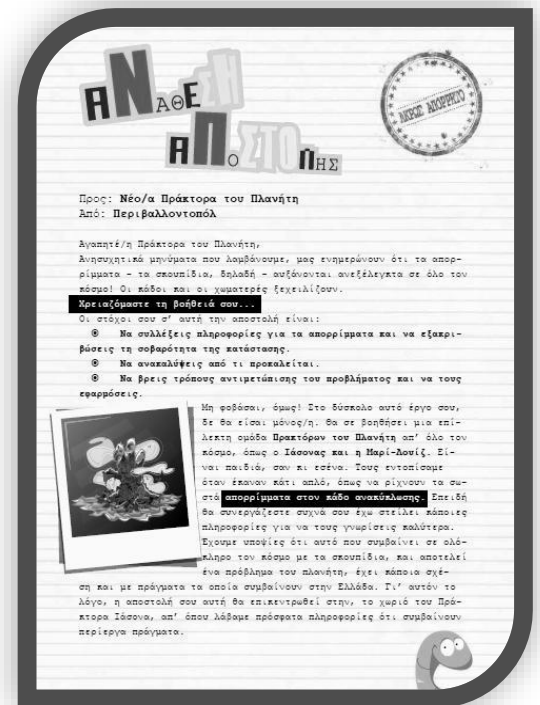 ΑΝΑΘΕΣΗ
ΑΠΟΣΤΟΛΗΣ
ΑΚΡΩΣ ΑΠΟΡΡΗΤΟ
Προς: Νέο/α Πράκτορα του Πλανήτη
Από: Περιβαλλοντοπόλ
Αγαπητέ/η Πράκτορα του Πλανήτη,
Ανησυχητικά μηνύματα που λαμβάνουμε, μας ενημερώνουν ότι τα απορ-
ρίμματα - τα σκουπίδια, δηλαδή - αυξάνονται ανεξέλεγκτα σε όλο τον
κόσμο! Οι κάδοι και οι χωματερές ξεχειλίζουν.
Χρειαζόμαστε τη βοήθειά σου...
Οι στόχοι σου σ' αυτή την αποστολή είναι:
⦿ Να συλλέξεις πληροφορίες για τα απορρίμματα και να εξακρι-
βώσεις τη σοβαρότητα της κατάστασης.
⦿ Να ανακαλύψεις από τι προκαλείται.
⦿ Να βρεις τρόπους αντιμετώπισης του προβλήματος και να τους
εφαρμόσεις.
Μη φοβάσαι, όμως! Στο δύσκολο αυτό έργο σου,
δε θα είσαι μόνος/η. Θα σε βοηθήσει μια επί-
λεκτη ομάδα Πρακτόρων του Πλανήτη απ' όλο τον
κόσμο, όπως ο Ιάσονας και η Μαρί-Λουίζ. Εί-
ναι παιδιά, σαν κι εσένα. Τους εντοπίσαμε
όταν έκαναν κάτι απλό, όπως να ρίχνουν τα σω-
στά απορρίμματα στον κάδο ανακύκλωσης. Επειδή
θα συνεργάζεστε συχνά σου έχω στείλει κάποιες
πληροφορίες για να τους γνωρίσεις καλύτερα.
Έχουμε υποψίες ότι αυτό που συμβαίνει σε ολό-
κληρο τον κόσμο με τα σκουπίδια, και αποτελεί
ένα πρόβλημα του πλανήτη, έχει κάποια σχέ-
ση και με πράγματα τα οποία συμβαίνουν στην Ελλάδα. Γι' αυτόν το
λόγο, η αποστολή σου αυτή θα επικεντρωθεί στην, το χωριό του Πρά-
κτορα Ιάσονα, απ' όπου λάβαμε πρόσφατα πληροφορίες ότι συμβαίνουν
περίεργα πράγματα.